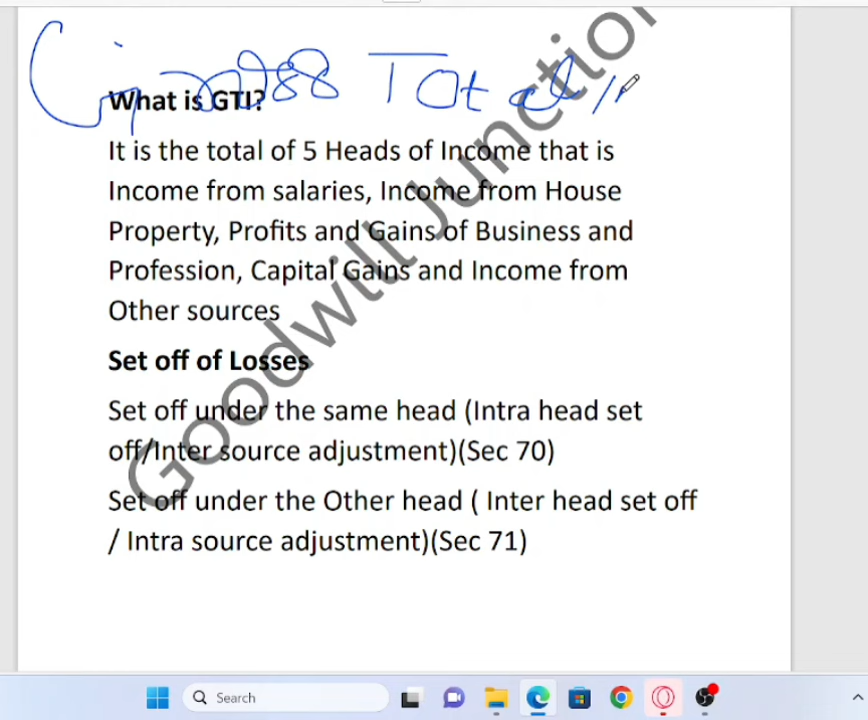 Gross Total
What is GTI?
It is the total of 5 Heads of Income that is
Income from salaries, Income from House
Property, Profits and Gains of Business and
Profession, Capital Gains and Income from
Other sources
Set off of Losses
Set off under the same head (Intra head set
off/Inter source adjustment)(Sec 70)
Set off under the Other head ( Inter head set off
/ Intra source adjustment)(Sec 71)
Goodwill Junction
Search